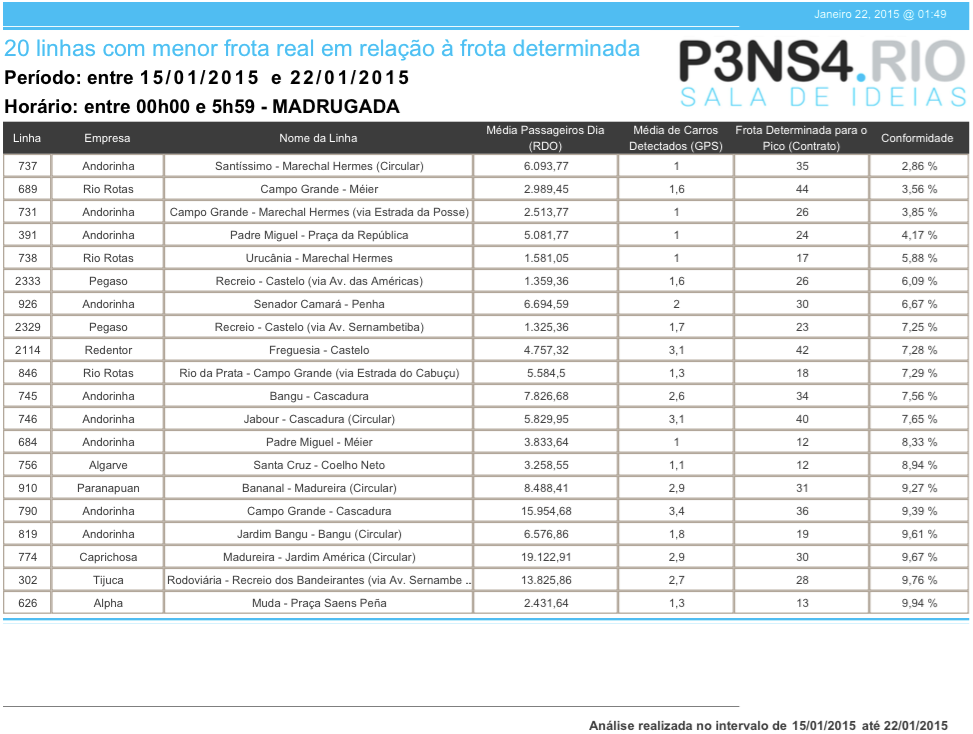 Janeiro 22, 2015 @ 01:49
20 linhas com menor frota real em relação à frota determinada
Período: entre 15/01/2015 e 22/01/2015
Horário: entre 00h00 e 5h59 - MADRUGADA
P3NS4.RIO
SALA DE IDEIAS
Linha Empresa Nome da Linha Média Passageiros Dia (RDO) Média de Carros Detectados (GPS) Frota Determinada para o Pico (Contrato) Conformidade
737 Andorinha Santíssimo - Marechal Hermes (Circular) 6.093,77 1 35 2,86 %
689 Rio Rotas Campo Grande - Méier 2.989,45 1,6 44 3,56 %
731 Andorinha Campo Grande - Marechal Hermes (via Estrada da Posse) 2.513,77 1 26 3,85 %
391 Andorinha Padre Miguel - Praça da República 5.081,77 1 24 4,17 %
738 Rio Rotas Urucânia - Marechal Hermes 1.581,05 1 17 5,88 %
2333 Pegaso Recreio - Castelo (via Av. das Américas) 1.359,36 1,6 26 6,09 %
926 Andorinha Senador Camará - Penha 6.694,59 2 30 6,67 %
2329 Pegaso Recreio - Castelo (via Av. Sernambetiba) 1.325,36 1,7 23 7,25 %
2114 Redentor Freguesia - Castelo 4.757,32 3,1 42 7,28 %
846 Rio Rotas Rio da Prata - Campo Grande (via Estrada do Cabuçu) 5.584,5 1,3 18 7,29 %
745 Andorinha Bangu - Cascadura 7.826,68 2,6 34 7,56 %
746 Andorinha Jabour - Cascadura (Circular) 5.829,95 3,1 40 7,65 %
684 Andorinha Padre Miguel - Méier 3.833,64 1 12 8,33 %
756 Algarve Santa Cruz - Coelho Neto 3.258,55 1,1 12 8,94 %
910 Paranapuan Bananal - Madureira (Circular) 8.488,41 2,9 31 9,27 %
790 Andorinha Campo Grande - Cascadura 15.954,68 3,4 36 9,39 %
819 Andorinha Jardim Bangu - Bangu (Circular) 6.576,86 1,8 19 9,61 %
774 Caprichosa Madureira - Jardim América (Circular) 19.122,91 2,9 30 9,67 %
302 Tijuca Rodoviária - Recreio dos Bandeirantes (via Av. Sernambe .. 13.825,86 2,7 28 9,76 %
626 Alpha Muda - Praça Saens Peña 2.431,64 1,3 13 9,94 %
Análise realizada no intervalo de 15/01/2015 até 22/01/2015